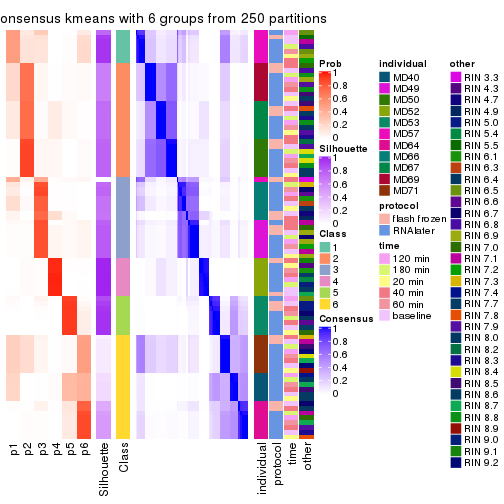 onsensus kmeans with 6 groups from 250 partitions
Prob
1
0.8
0.6
0.4
0.2
0
Silhouette
1
0.8
0.6
0.4
0.2
0
Class
1
2
3
4
5
6
Consensus
1
0.8
0.6
0.4
0.2
0
individual
MD40
MD49
MD50
MD52
MD53
MD57
MD64
MD66
MD67
MD69
MD71
protocol
flash frozen
RNAlater
time
120 min
180 min
20 min
40 min
60 min
baseline
other
RIN 3.3
RIN 4.3
RIN 4.7
RIN 4.9
RIN 5.0
RIN 5.4
RIN 5.5
RIN 6.1
RIN 6.3
RIN 6.4
RIN 6.5
RIN 6.6
RIN 6.7
RIN 6.8
RIN 6.9
RIN 7.0
RIN 7.1
RIN 7.2
RIN 7.3
RIN 7.4
RIN 7.7
RIN 7.8
RIN 7.9
RIN 8.0
RIN 8.2
RIN 8.3
RIN 8.4
RIN 8.5
RIN 8.6
RIN 8.7
RIN 8.8
RIN 8.9
RIN 9.0
RIN 9.1
RIN 9.2
p1
p2
p3
p4
p5
p6
Silhouette
Class
individual
protocol
time
other